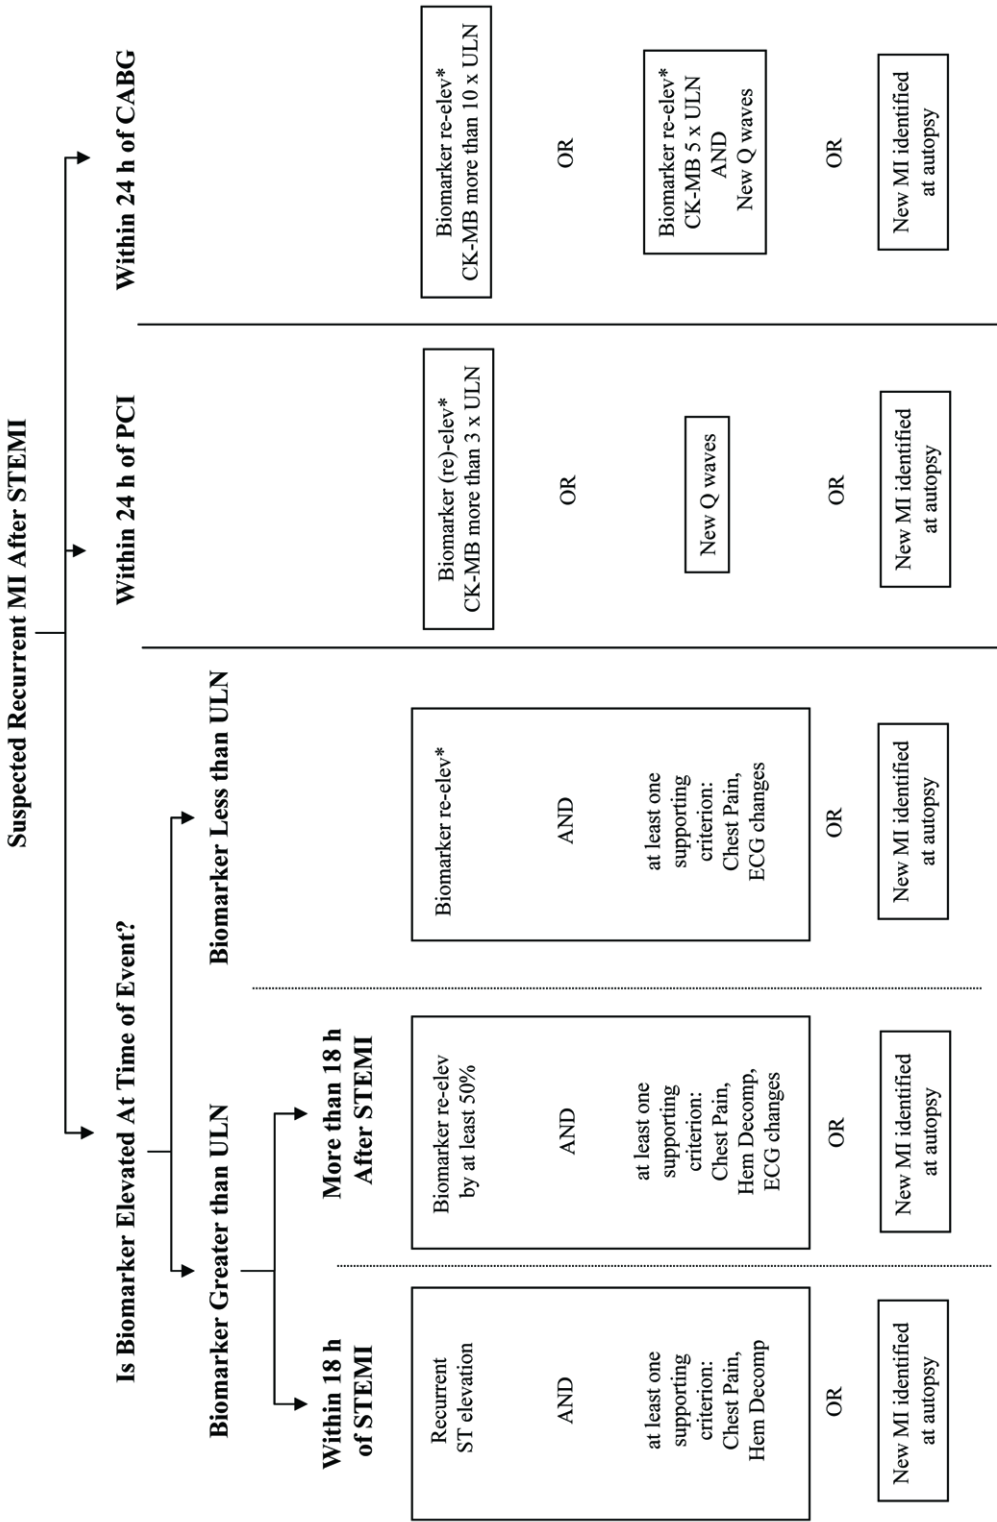 Suspected Recurrent MI After STEMI
Is Biomarker Elevated At Time of Event?
Within 24 h of PCI
Within 24 h of CABG
Biomarker Greater than ULN
Biomarker Less than ULN
Within 18 h
of STEMI
More than 18 h
After STEMI
Recurrent
ST elevation
AND
at least one
supporting
criterion:
Chest Pain,
Hem Decomp
OR
New MI identified
at autopsy
Biomarker re-elev
by at least 50%
AND
at least one
supporting
criterion:
Chest Pain,
Hem Decomp,
ECG changes
OR
New MI identified
at autopsy
Biomarker re-elev*
AND
at least one
supporting
criterion:
Chest Pain,
ECG changes
OR
New MI identified
at autopsy
Biomarker (re)-elev*
CK-MB more than 3 x ULN
OR
New Q waves
OR
New MI identified
at autopsy
Biomarker re-elev*
CK-MB more than 10 x ULN
OR
Biomarker re-elev*
CK-MB 5 x ULN
AND
New Q waves
OR
New MI identified
at autopsy